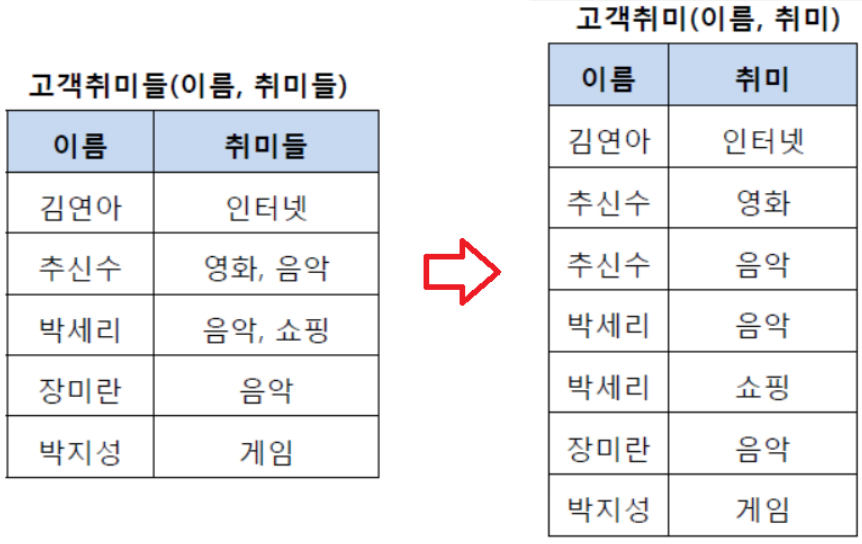 고객취미들(이름, 취미들)
이름 취미들
김연아 인터넷
추신수 영화, 음악
박세리 음악, 쇼핑
장미란 음악
박지성 게임
고객취미(이름, 취미)
이름 취미
김연아 인터넷
추신수 영화
추신수 음악
박세리 음악
박세리 쇼핑
장미란 음악
박지성 게임